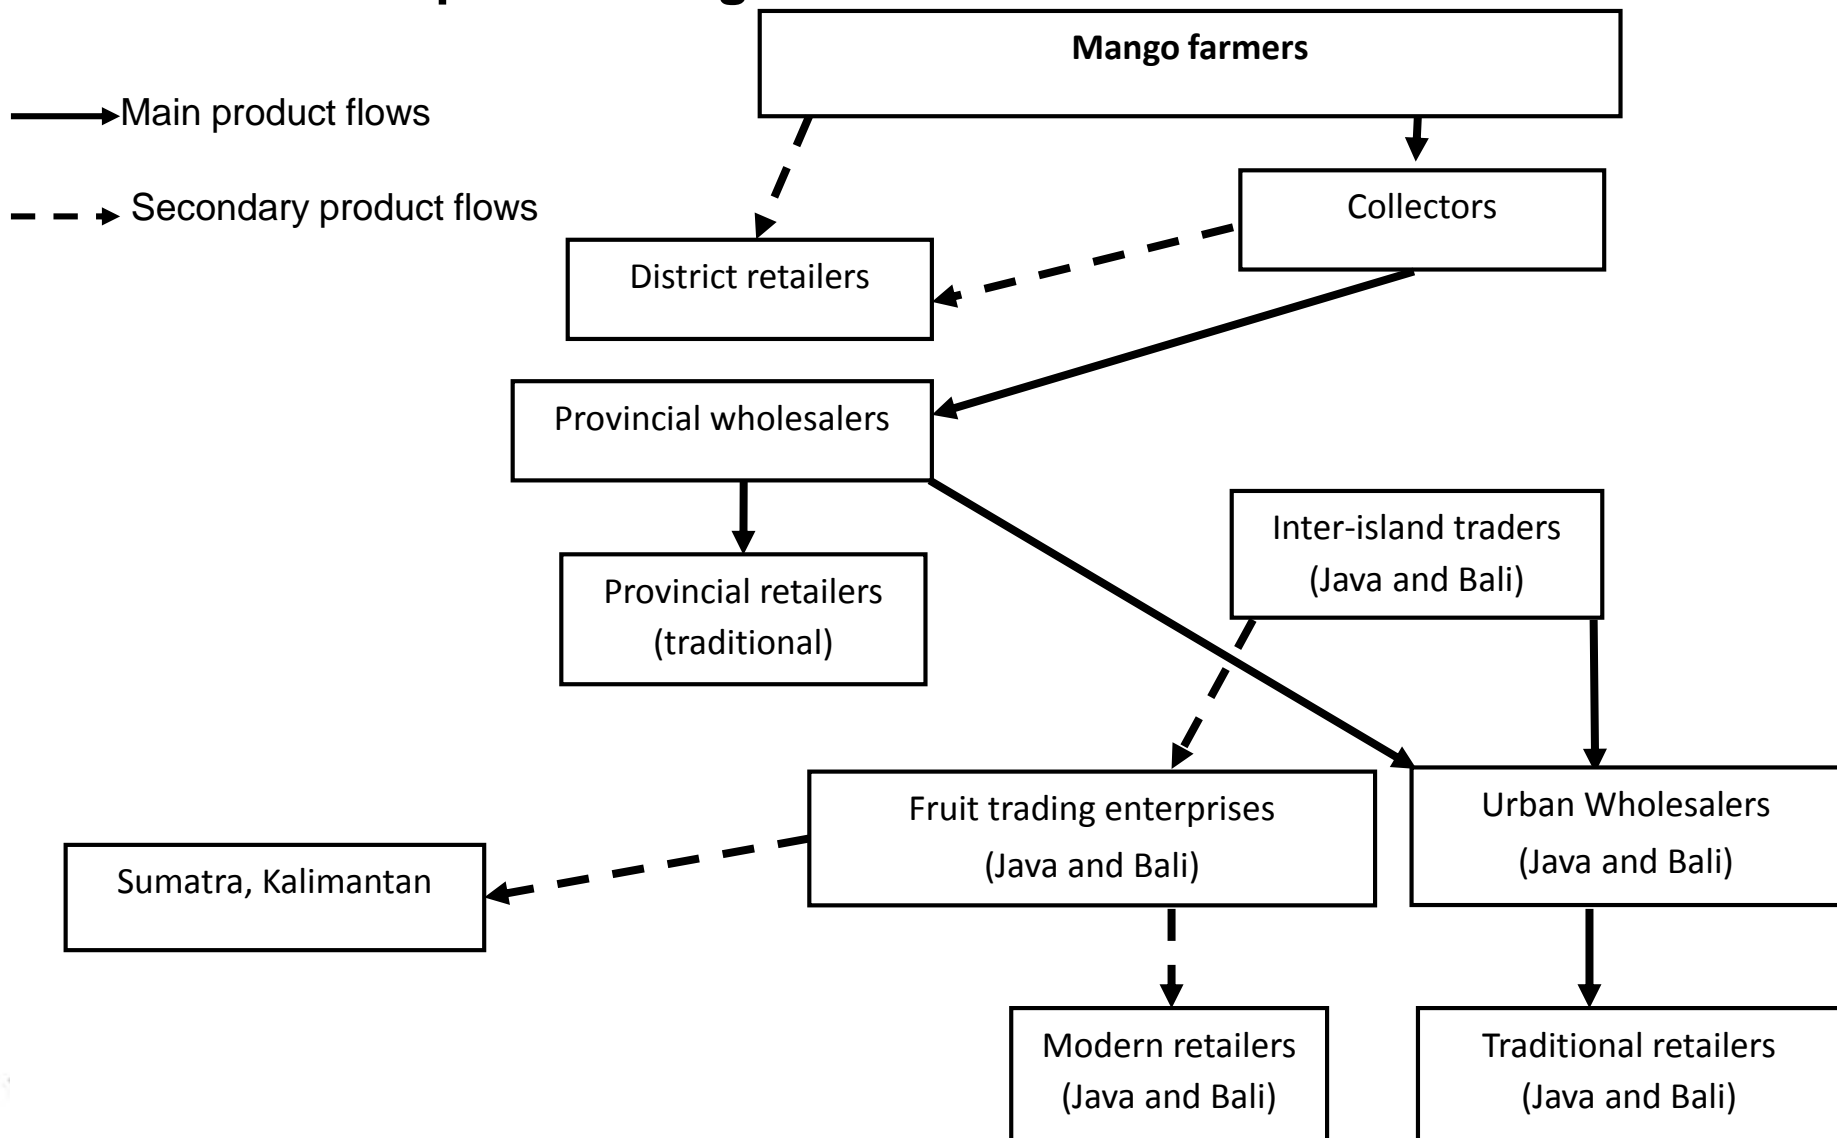 Mango farmers
Main product flows
Secondary product flows
Collectors
District retailers
Provincial wholesalers
Inter-island traders
(Java and Bali)
Provincial retailers
(traditional)
Fruit trading enterprises
(Java and Bali)
Urban Wholesalers
(Java and Bali)
Sumatra, Kalimantan
Modern retailers
(Java and Bali)
Traditional retailers
(Java and Bali)